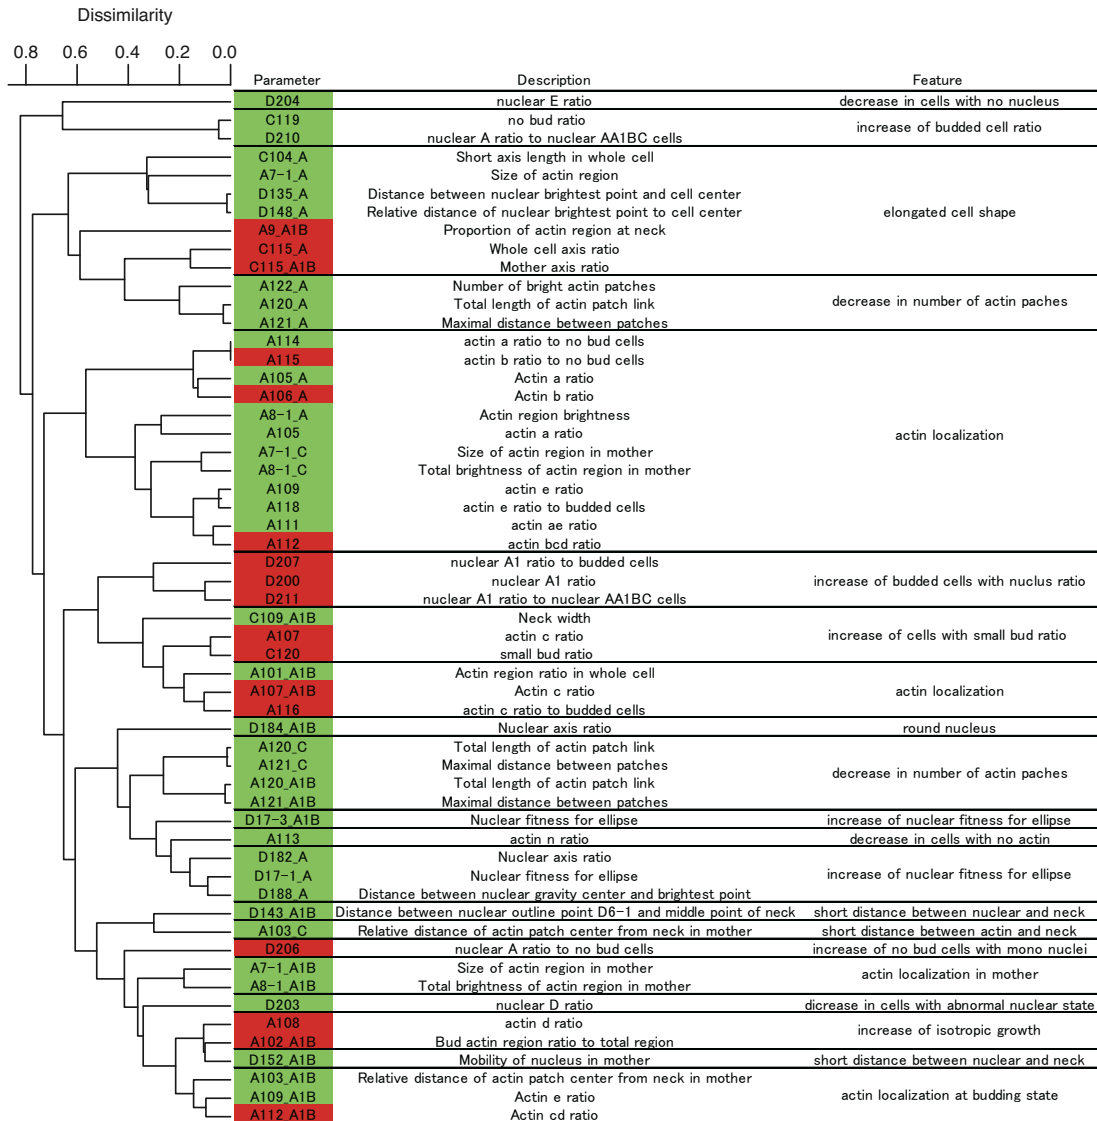 Dissimilarity
0.8 0.6 0.4 0.2 0.0
Parameter Description Feature
D204 nuclear E ratio decrease in cells with no nucleus
C119 no bud ratio
increase of budded cell ratio
D210 nuclear A ratio to nuclear AA1BC cells
C104_A Short axis length in whole cell
A7-1_A Size of actin region
D135_A Distance between nuclear brightest point and cell center
D148_A Relative distance of nuclear brightest point to cell center elongated cell shape
A9_A1B Proportion of actin region at neck
C115_A Whole cell axis ratio
C115_A1B Mother axis ratio
A122_A Number of bright actin patches
A120_A Total length of actin patch link decrease in number of actin paches
A121_A Maximal distance between patches
A114 actin a ratio to no bud cells
A115 actin b ratio to no bud cells
A105_A Actin a ratio
A106_A Actin b ratio
A8-1_A Actin region brightness
A105 actin a ratio actin localization
A7-1_C Size of actin region in mother
A8-1_C Total brightness of actin region in mother
A109 actin e ratio
A118 actin e ratio to budded cells
A111 actin ae ratio
A112 actin bcd ratio
D207 nuclear A1 ratio to budded cells
D200 nuclear A1 ratio increase of budded cells with nuclus ratio
D211 nuclear A1 ratio to nuclear AA1BC cells
C109_A1B Neck width
A107 actin c ratio increase of cells with small bud ratio
C120 small bud ratio
A101_A1B Actin region ratio in whole cell
A107_A1B Actin c ratio actin localization
A116 actin c ratio to budded cells
D184_A1B Nuclear axis ratio round nucleus
A120_C Total length of actin patch link
A121_C Maximal distance between patches
decrease in number of actin paches
A120_A1B Total length of actin patch link
A121_A1B Maximal distance between patches
D17-3_A1B Nuclear fitness for ellipse increase of nuclear fitness for ellipse
A113 actin n ratio decrease in cells with no actin
D182_A Nuclear axis ratio
D17-1_A Nuclear fitness for ellipse increase of nuclear fitness for ellipse
D188_A Distance between nuclear gravity center and brightest point
D143_A1B Distance between nuclear outline point D6-1 and middle point of neck short distance between nuclear and neck
A103_C Relative distance of actin patch center from neck in mother short distance between actin and neck
D206 nuclear A ratio to no bud cells increase of no bud cells with mono nuclei
A7-1_A1B Size of actin region in mother
actin localization in mother
A8-1_A1B Total brightness of actin region in mother
D203 nuclear D ratio dicrease in cells with abnormal nuclear state
A108 actin d ratio
increase of isotropic growth
A102_A1B Bud actin region ratio to total region
D152_A1B Mobility of nucleus in mother short distance between nuclear and neck
A103_A1B Relative distance of actin patch center from neck in mother
A109_A1B Actin e ratio actin localization at budding state
A112_A1B Actin cd ratio